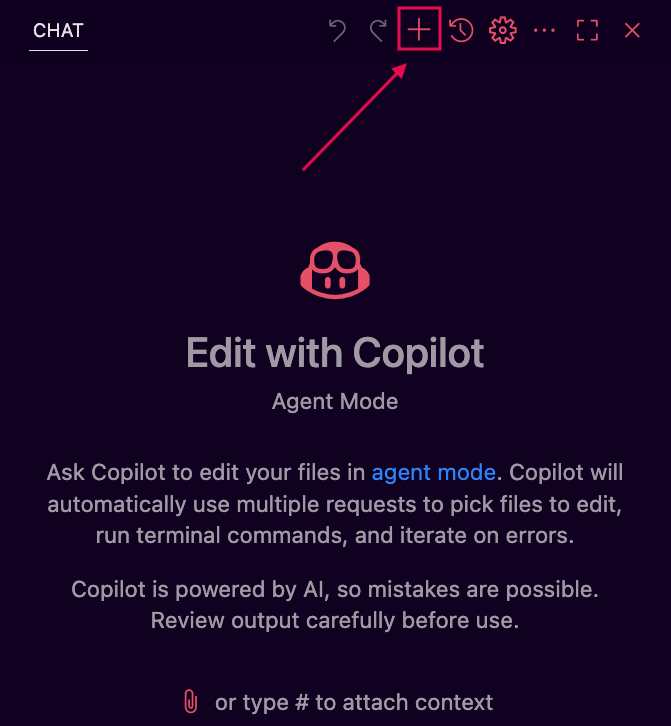 CHAT
Edit with Copilot
Agent Mode
Ask Copilot to edit your files in agent mode. Copilot will
automatically use multiple requests to pick files to edit,
run terminal commands, and iterate on errors.
Copilot is powered by AI, so mistakes are possible.
Review output carefully before use.
or type # to attach context